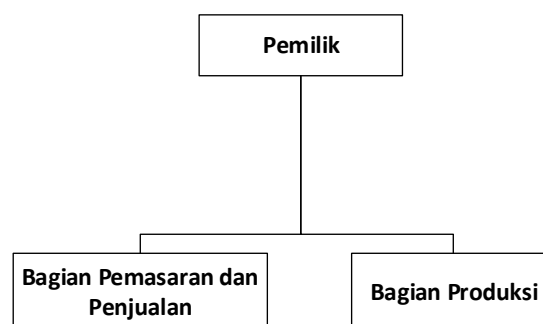 Pemilik
Bagian Pemasaran dan
Penjualan
Bagian Produksi